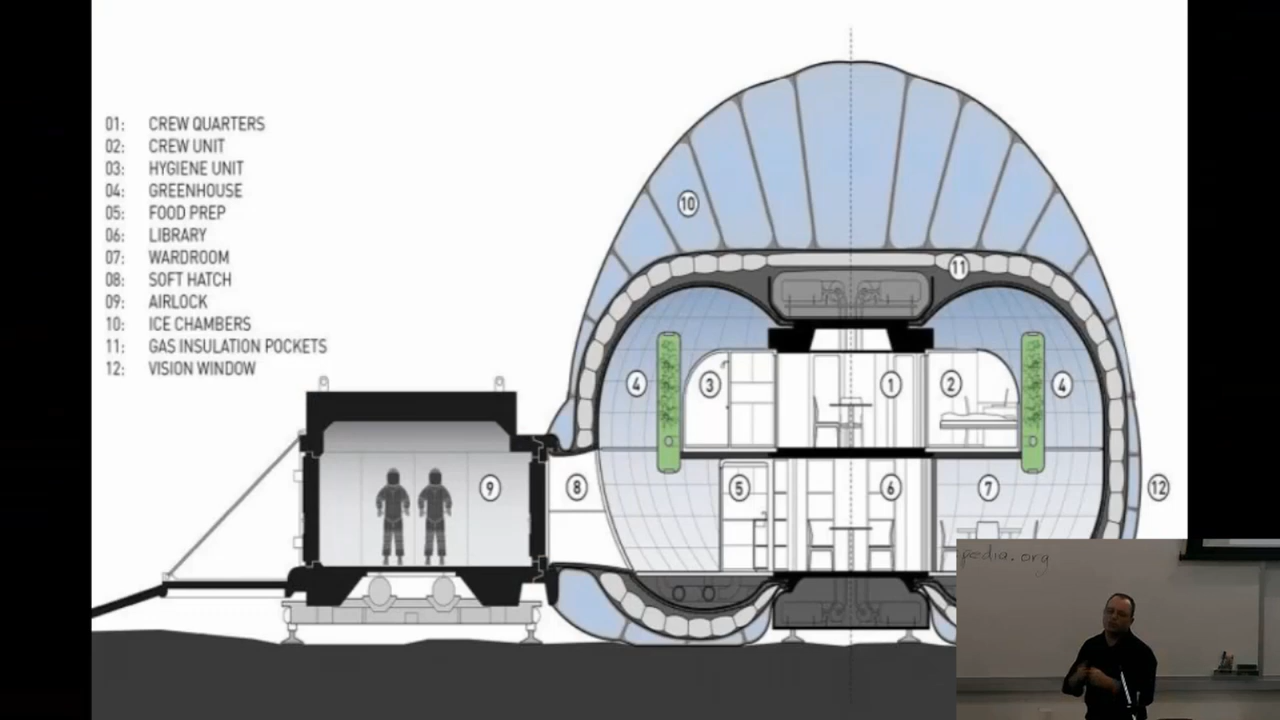 01: CREW QUARTERS
02: CREW UNIT
03: HYGIENE UNIT
04: GREENHOUSE
05: FOOD PREP
06: LIBRARY
07: WARDROOM
08: SOFT HATCH
09: AIRLOCK
10: ICE CHAMBERS
11: GAS INSULATION POCKETS
12: VISION WINDOW
10
11
4 3 1 2 4
9 8 5 6 7 12
pædia.org